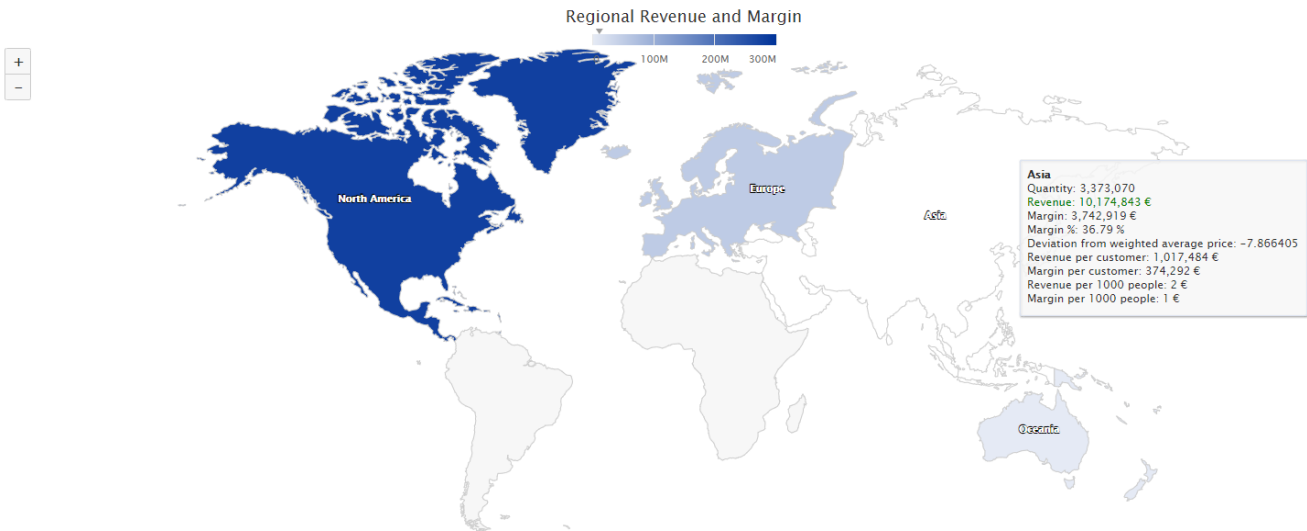 Regional Revenue and Margin
+
−
0 100M 200M 300M
North America
Europe
Asia
Asia
Quantity: 3,373,070
Revenue: 10,174,843 €
Margin: 3,742,919 €
Margin %: 36.79 %
Deviation from weighted average price: −7.866405
Revenue per customer: 1,017,484 €
Margin per customer: 374,292 €
Revenue per 1000 people: 2 €
Margin per 1000 people: 1 €
Oceania